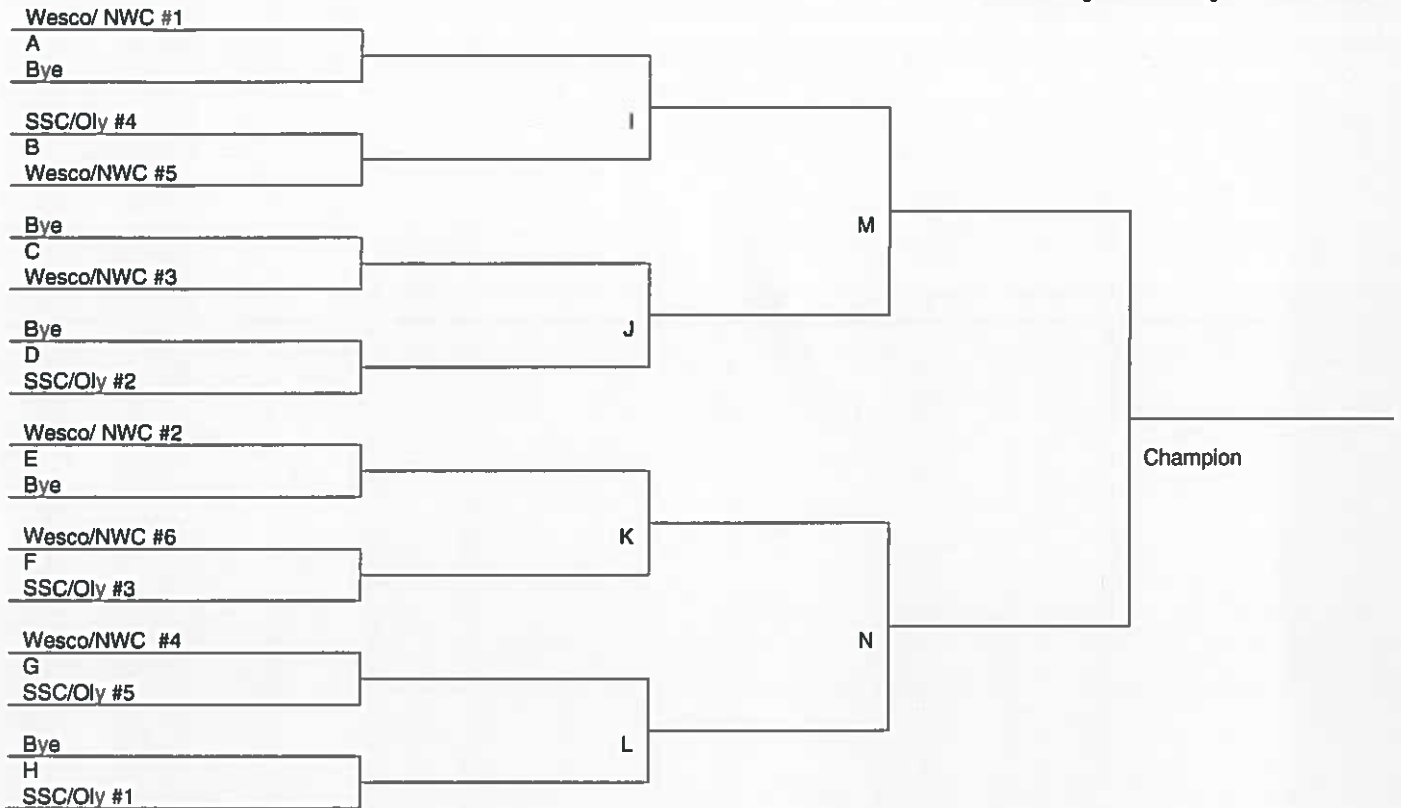 Wesco/ NWC #1
A
Bye
SSC/Oly #4
B
Wesco/NWC #5
Bye
C
Wesco/NWC #3
Bye
D
SSC/Oly #2
Wesco/ NWC #2
E
Bye
Wesco/NWC #6
F
SSC/Oly #3
Wesco/NWC #4
G
SSC/Oly #5
Bye
H
SSC/Oly #1
I
J
K
L
M
N
Champion